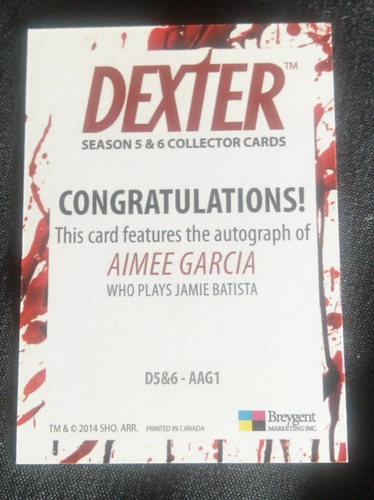 DEXTER™
SEASON 5 & 6 COLLECTOR CARDS
CONGRATULATIONS!
This card features the autograph of
AIMEE GARCIA
WHO PLAYS JAMIE BATISTA
D5&6 - AAG1
Breygent
MARKETING INC.
TM & © 2014 SHO. ARR. PRINTED IN CANADA